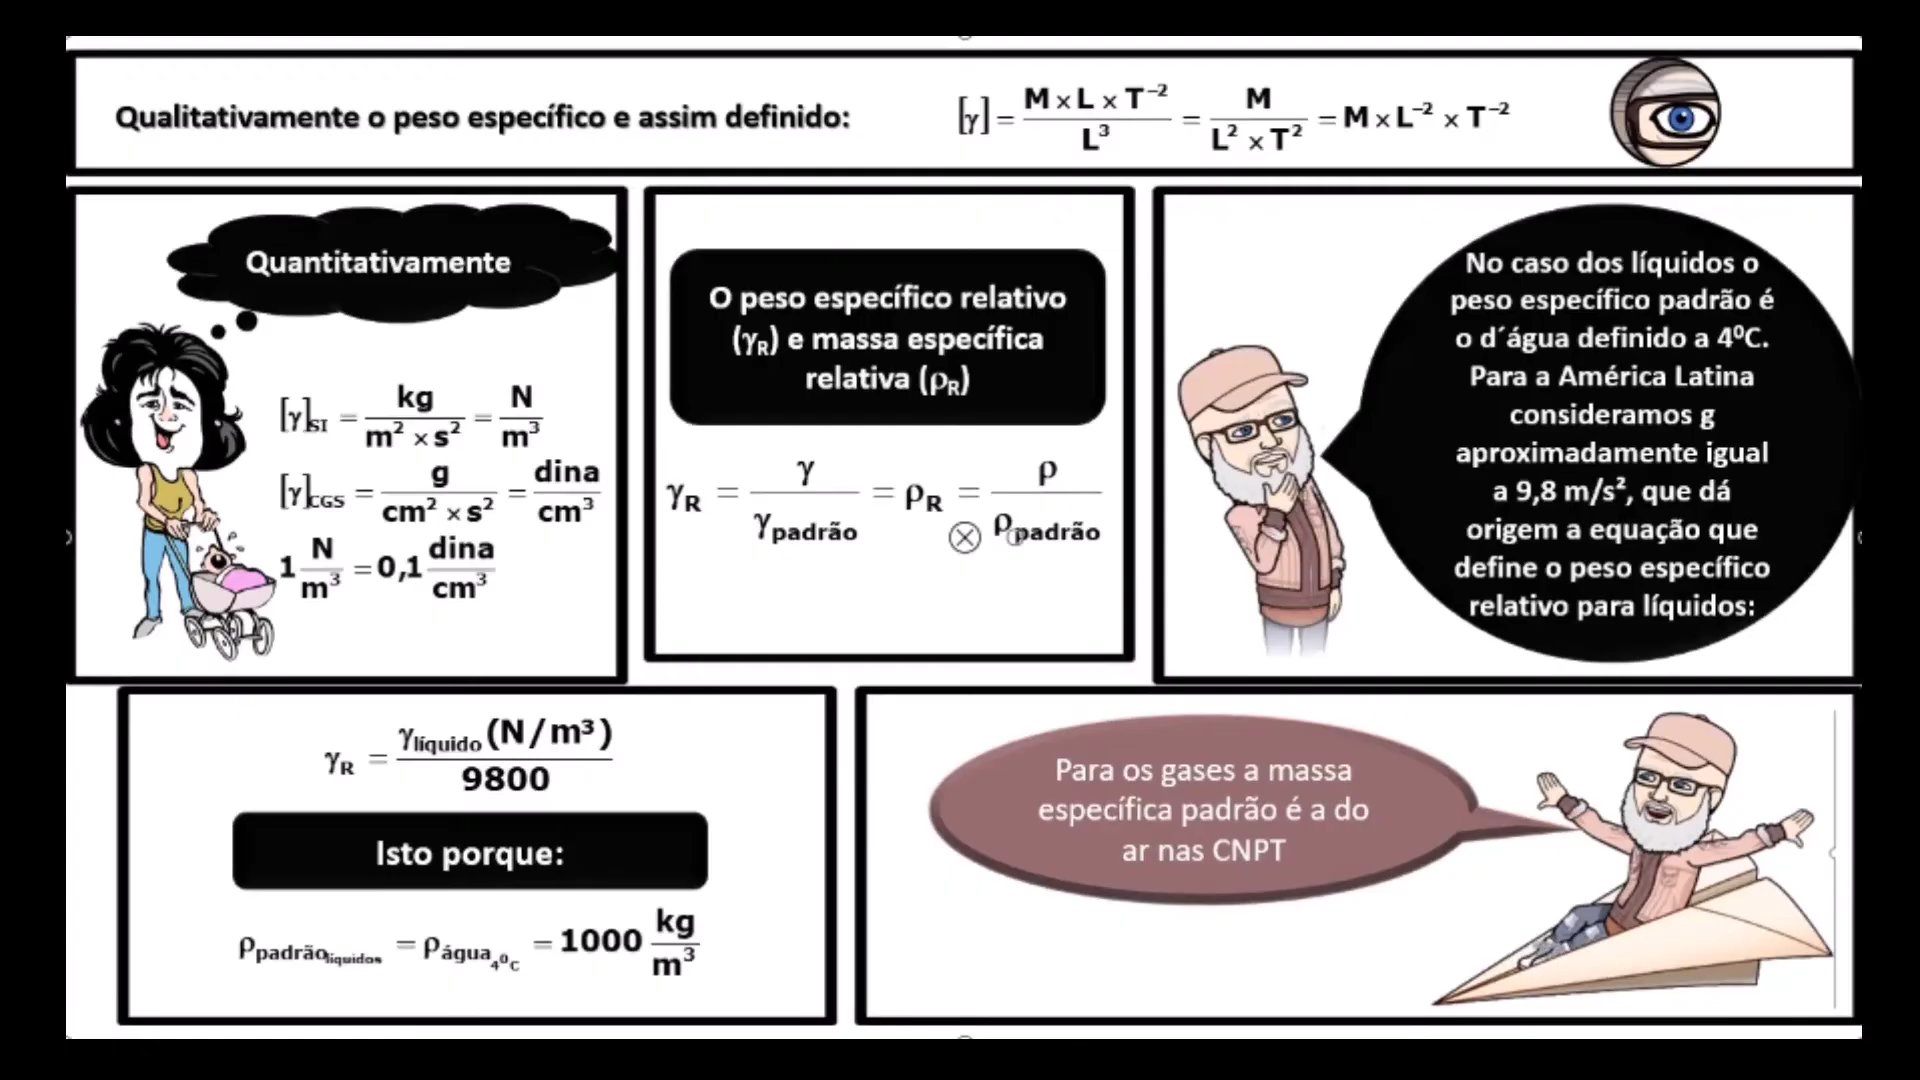 Qualitativamente o peso específico e assim definido:
[γ] = M × L × T⁻² / L³ = M / L² × T² = M × L⁻² × T⁻²
Quantitativamente
[γ]SI = kg / m² × s² = N / m³
[γ]CGS = g / cm² × s² = dina / cm³
1 N / m³ = 0,1 dina / cm³
O peso específico relativo
(γR) e massa específica
relativa (ρR)
γR = γ / γpadrão = ρR = ρ / ρpadrão
No caso dos líquidos o
peso específico padrão é
o d´água definido a 4⁰C.
Para a América Latina
consideramos g
aproximadamente igual
a 9,8 m/s², que dá
origem a equação que
define o peso específico
relativo para líquidos:
γR = γlíquido (N/m³) / 9800
Isto porque:
ρpadrãolíquidos = ρágua4⁰C = 1000 kg / m³
Para os gases a massa
específica padrão é a do
ar nas CNPT